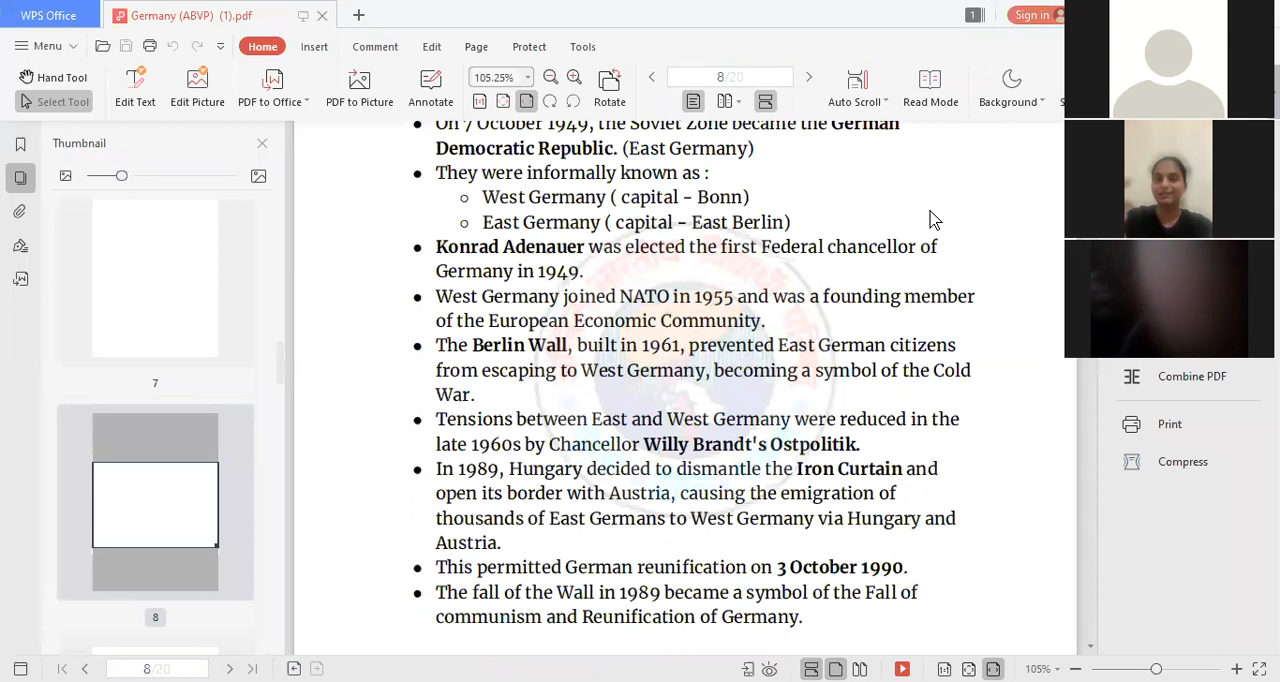 WPS Office
Germany (ABVP) (1).pdf
1
Sign in
Menu
Home
Insert
Comment
Edit
Page
Protect
Tools
Hand Tool
Select Tool
Edit Text
Edit Picture
PDF to Office
PDF to Picture
Annotate
105.25%
Rotate
8/20
Auto Scroll
Read Mode
Background
Thumbnail
7
8
• On 7 October 1949, the Soviet Zone became the German
Democratic Republic. (East Germany)
• They were informally known as :
○ West Germany ( capital – Bonn)
○ East Germany ( capital – East Berlin)
• Konrad Adenauer was elected the first Federal chancellor of
Germany in 1949.
• West Germany joined NATO in 1955 and was a founding member
of the European Economic Community.
• The Berlin Wall, built in 1961, prevented East German citizens
from escaping to West Germany, becoming a symbol of the Cold
War.
• Tensions between East and West Germany were reduced in the
late 1960s by Chancellor Willy Brandt's Ostpolitik.
• In 1989, Hungary decided to dismantle the Iron Curtain and
open its border with Austria, causing the emigration of
thousands of East Germans to West Germany via Hungary and
Austria.
• This permitted German reunification on 3 October 1990.
• The fall of the Wall in 1989 became a symbol of the Fall of
communism and Reunification of Germany.
Combine PDF
Print
Compress
8/20
105%